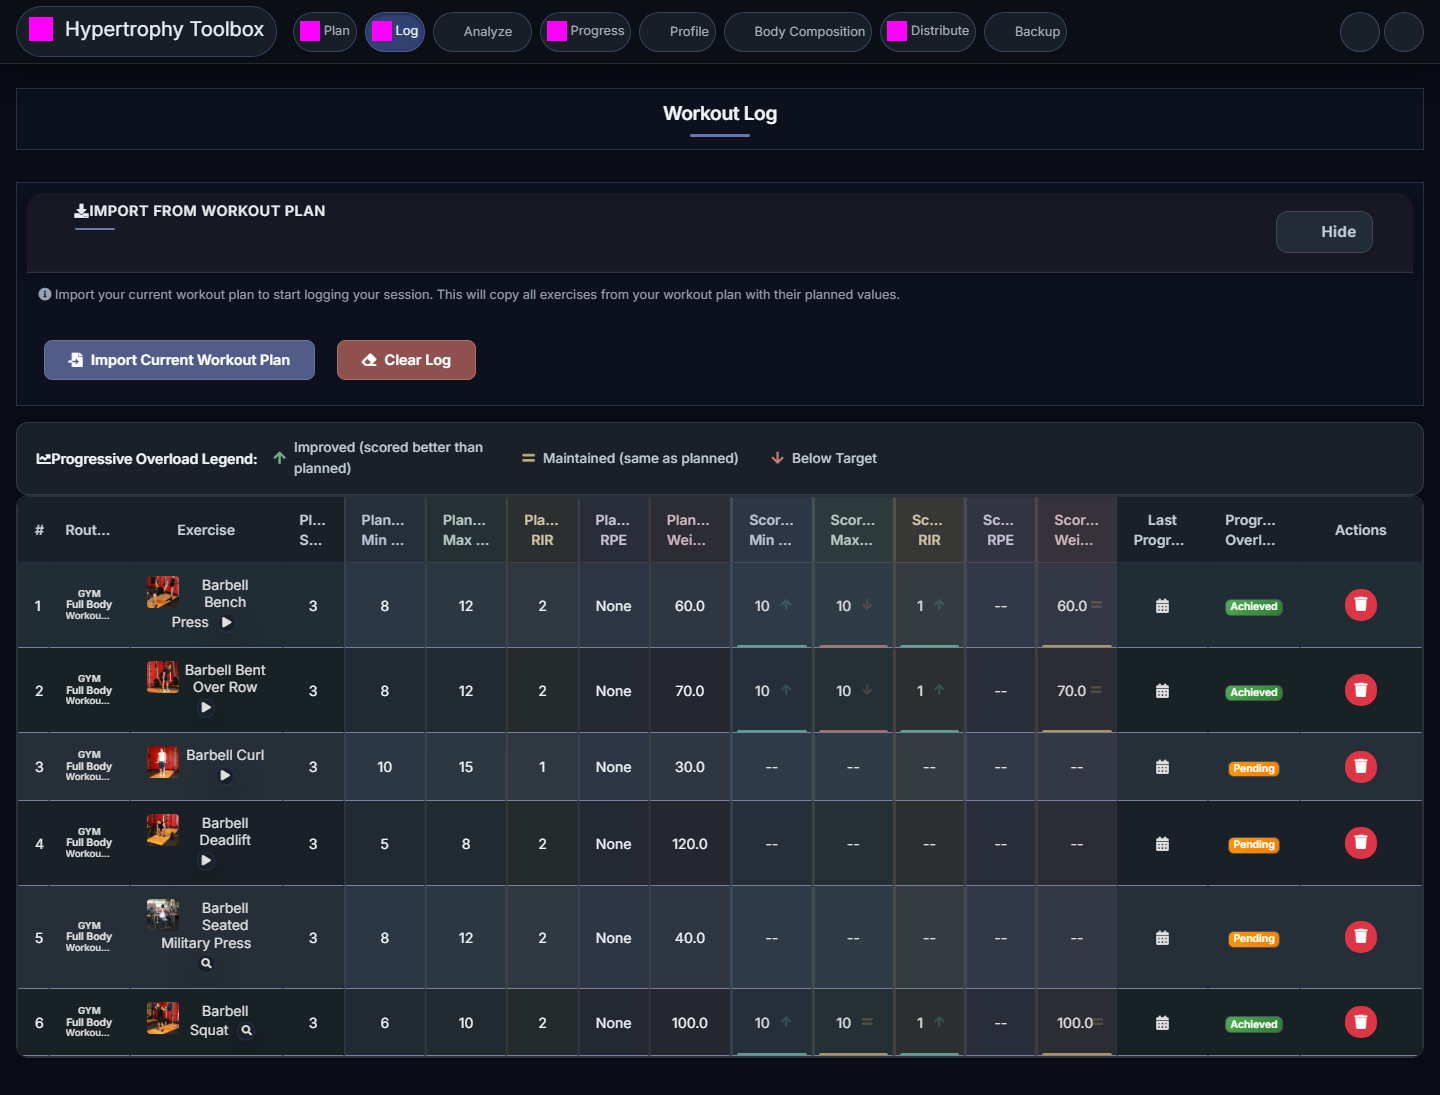 Hypertrophy Toolbox
Plan
Log
Analyze
Progress
Profile
Body Composition
Distribute
Backup
Workout Log
IMPORT FROM WORKOUT PLAN
Hide
Import your current workout plan to start logging your session. This will copy all exercises from your workout plan with their planned values.
Import Current Workout Plan
Clear Log
Progressive Overload Legend:
Improved (scored better than
planned)
Maintained (same as planned)
Below Target
# Rout... Exercise Pl... S... Plan... Min ... Plan... Max ... Pla... RIR Pla... RPE Plan... Wei... Scor... Min ... Scor... Max... Sc... RIR Sc... RPE Scor... Wei... Last Progr... Progr... Overl... Actions
1 GYM Full Body Workou... Barbell Bench Press 3 8 12 2 None 60.0 10 10 1 -- 60.0 = Achieved
2 GYM Full Body Workou... Barbell Bent Over Row 3 8 12 2 None 70.0 10 10 1 -- 70.0 = Achieved
3 GYM Full Body Workou... Barbell Curl 3 10 15 1 None 30.0 -- -- -- -- -- Pending
4 GYM Full Body Workou... Barbell Deadlift 3 5 8 2 None 120.0 -- -- -- -- -- Pending
5 GYM Full Body Workou... Barbell Seated Military Press 3 8 12 2 None 40.0 -- -- -- -- -- Pending
6 GYM Full Body Workou... Barbell Squat 3 6 10 2 None 100.0 10 10 = 1 -- 100.0 = Achieved